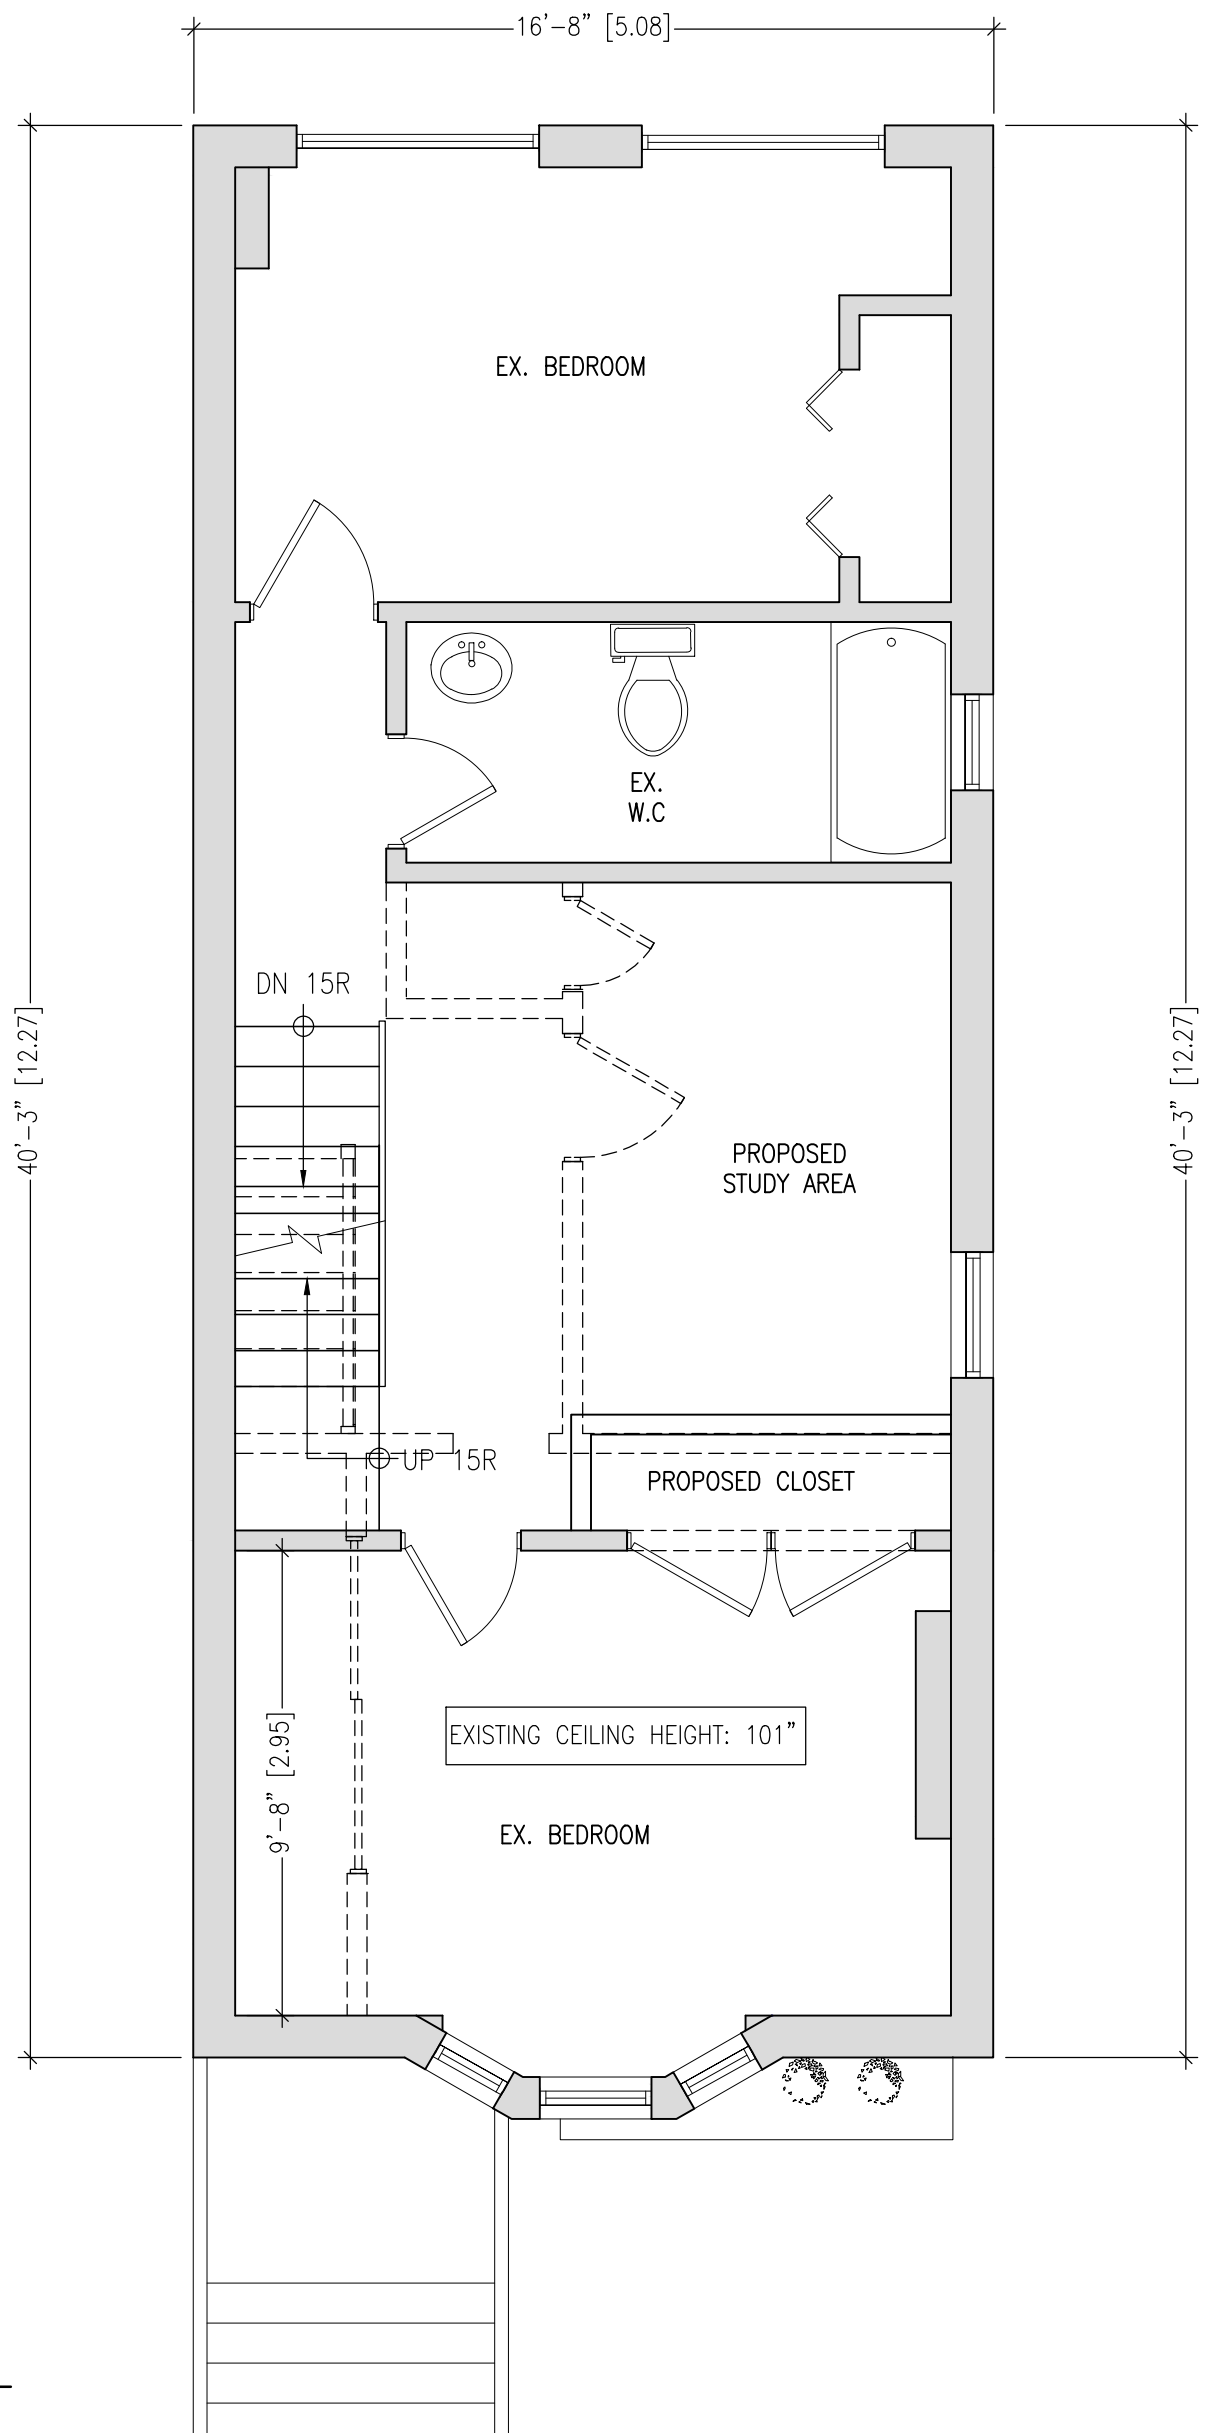 16'-8" [5.08]
EX. BEDROOM
EX.
W.C
DN 15R
40'-3" [12.27]
40'-3" [12.27]
PROPOSED
STUDY AREA
UP 15R
PROPOSED CLOSET
9'-8" [2.95]
EXISTING CEILING HEIGHT: 101"
EX. BEDROOM